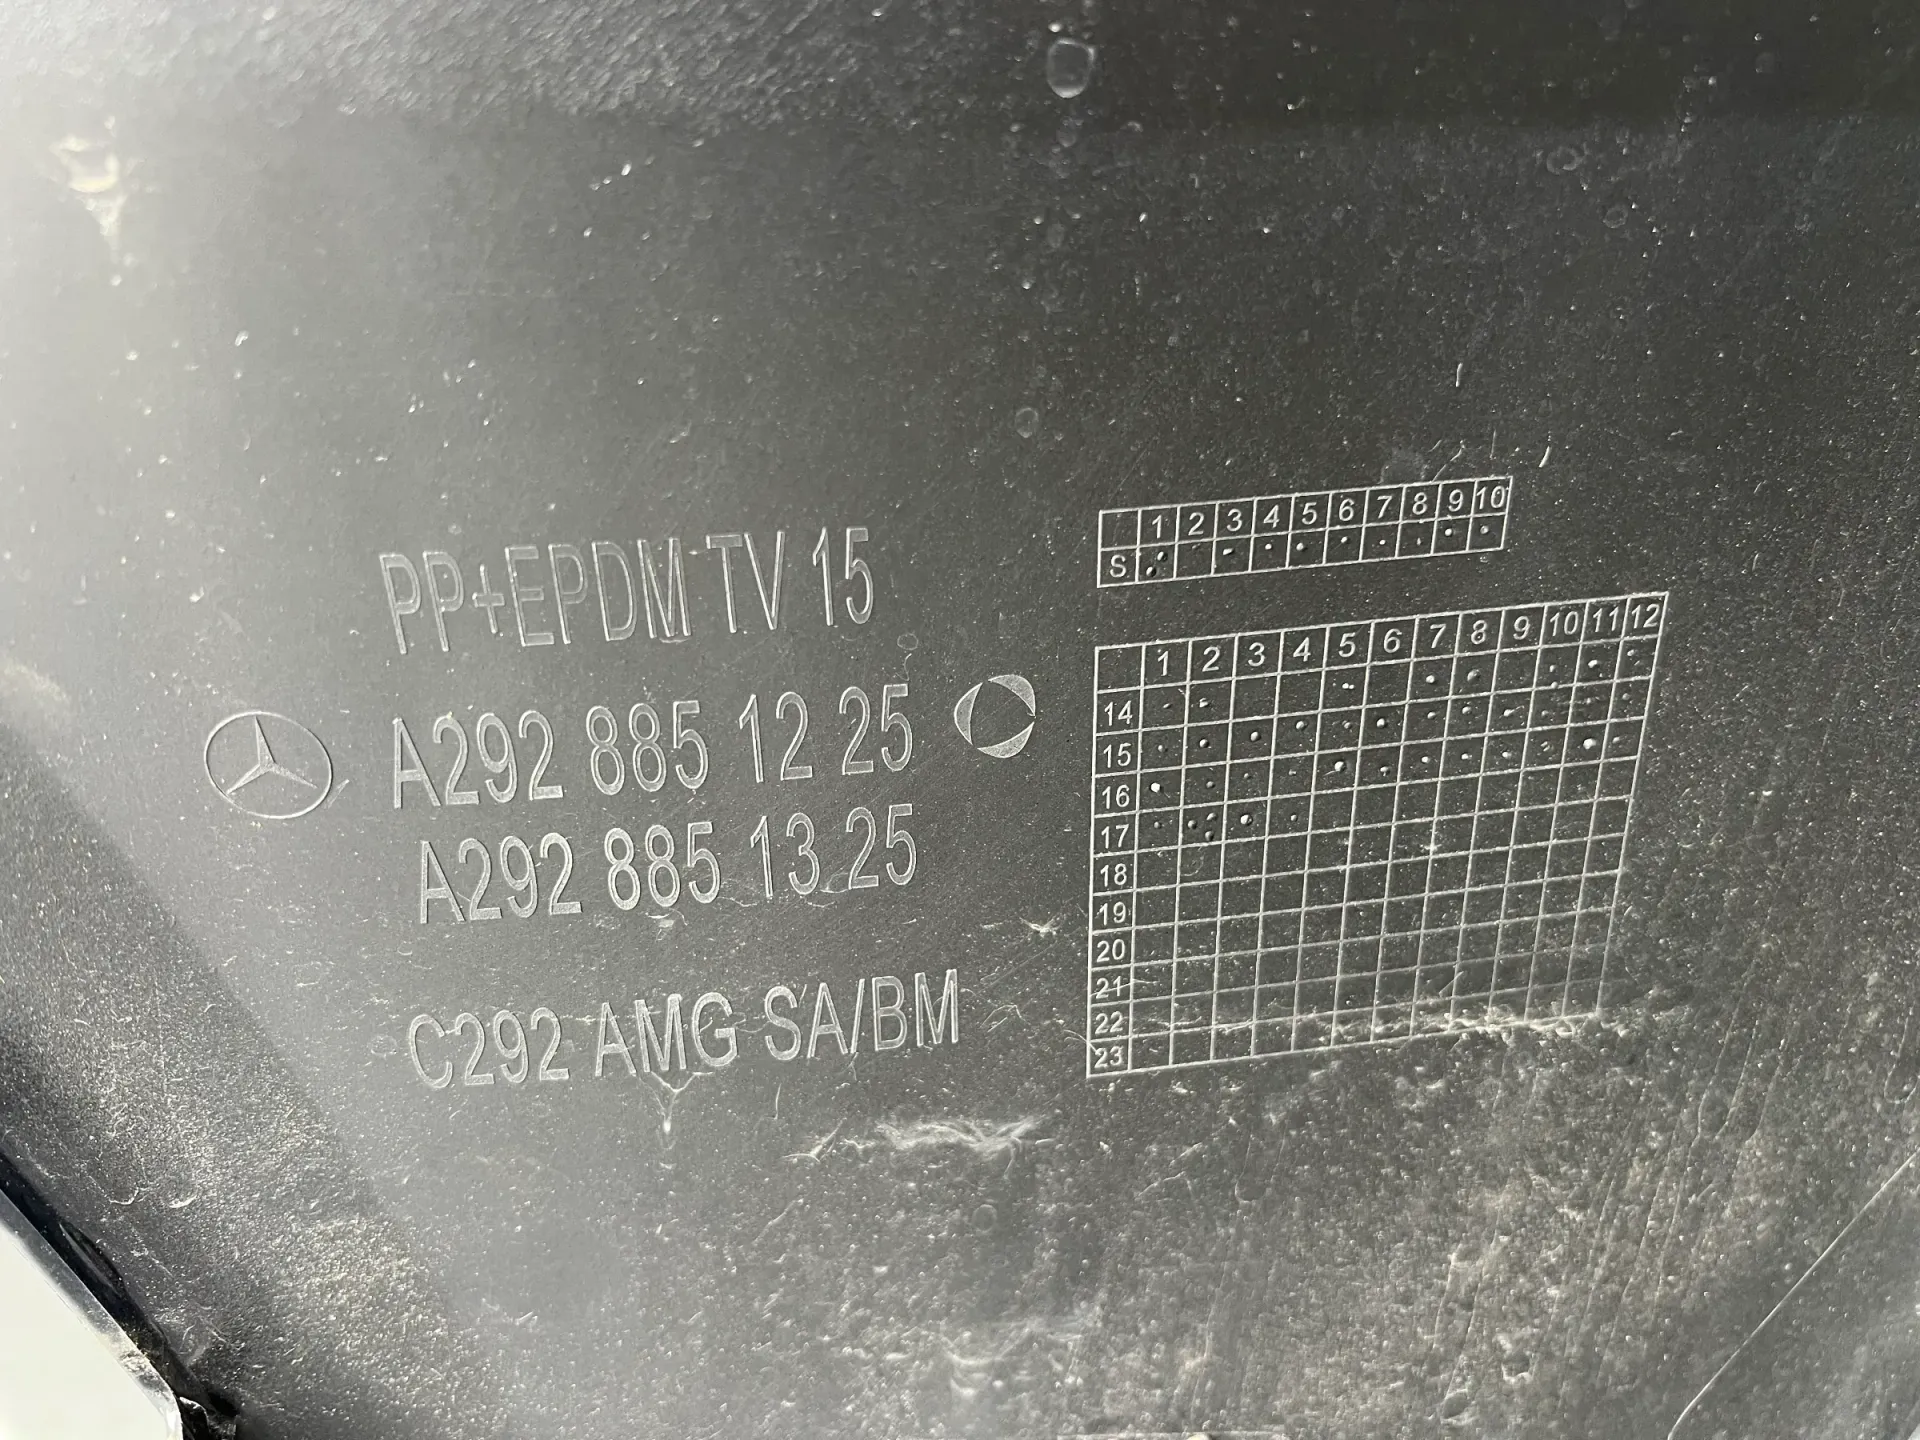 PP+EPDM TV 15
A292 885 12 25
A292 885 13 25
C292 AMG SA/BM
1 2 3 4 5 6 7 8 9 10
S
1 2 3 4 5 6 7 8 9 10 11 12
14
15
16
17
18
19
20
21
22
23